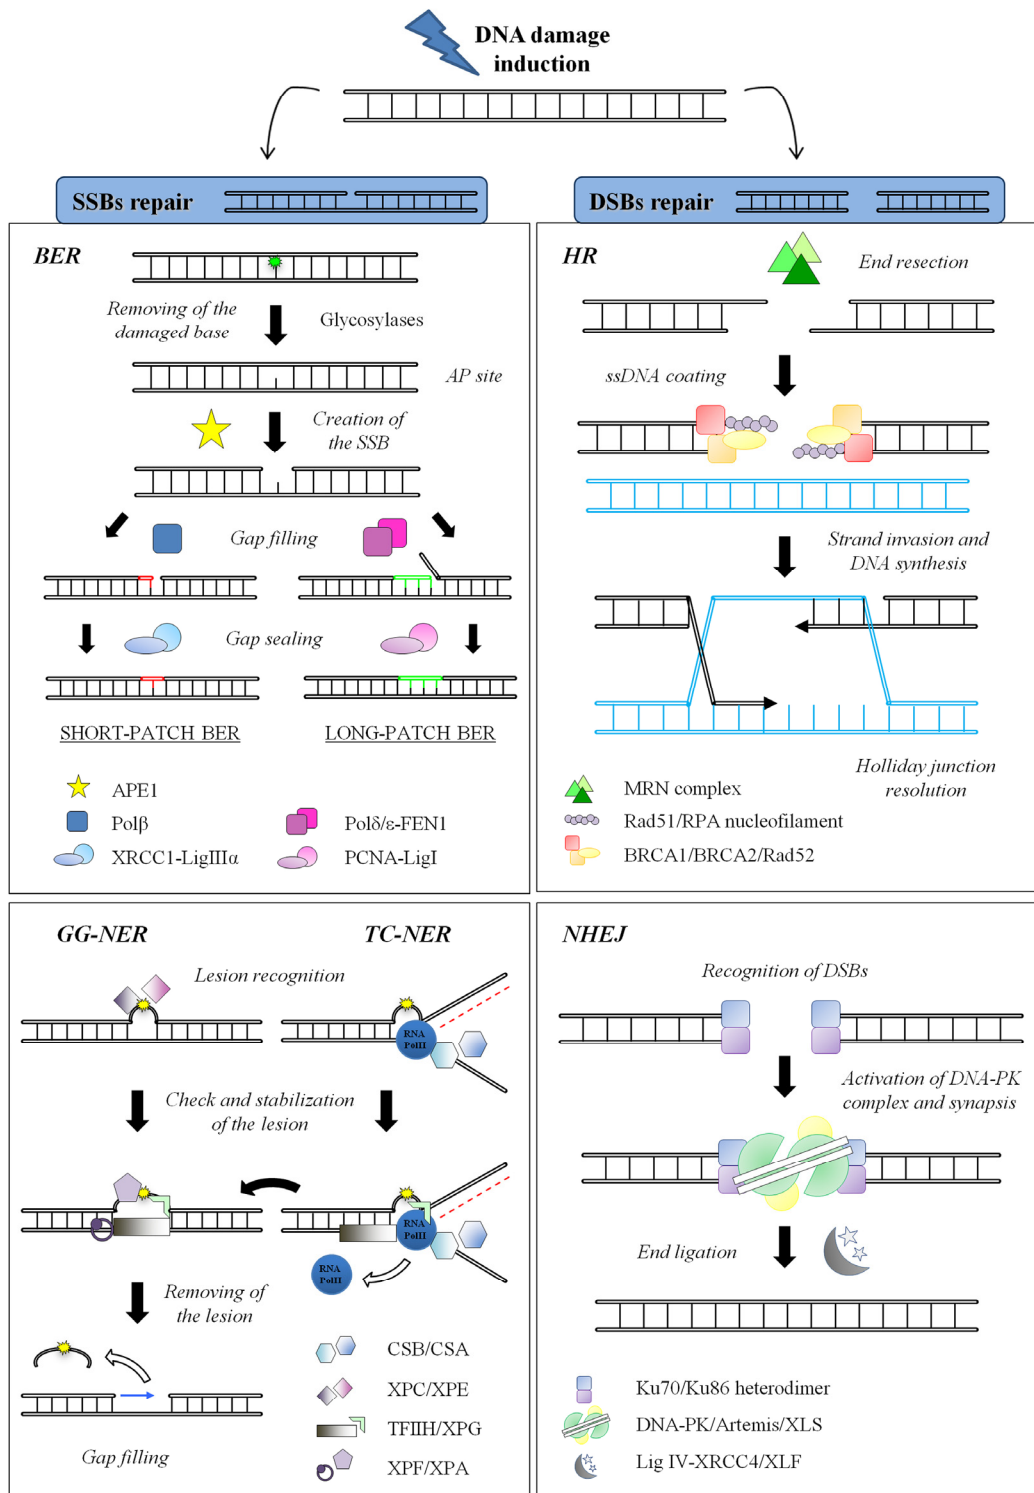 DNA damage
induction
SSBs repair
DSBs repair
BER
Removing of the
damaged base
Glycosylases
AP site
Creation of
the SSB
Gap filling
Gap sealing
SHORT-PATCH BER
LONG-PATCH BER
APE1
Polβ
Polδ/ε-FEN1
XRCC1-LigIIIα
PCNA-LigI
HR
End resection
ssDNA coating
Strand invasion and
DNA synthesis
Holliday junction
resolution
MRN complex
Rad51/RPA nucleofilament
BRCA1/BRCA2/Rad52
GG-NER
TC-NER
Lesion recognition
RNA
PolII
Check and stabilization
of the lesion
RNA
PolII
RNA
PolII
Removing of
the lesion
Gap filling
CSB/CSA
XPC/XPE
TFIIH/XPG
XPF/XPA
NHEJ
Recognition of DSBs
Activation of DNA-PK
complex and synapsis
End ligation
Ku70/Ku86 heterodimer
DNA-PK/Artemis/XLS
Lig IV-XRCC4/XLF